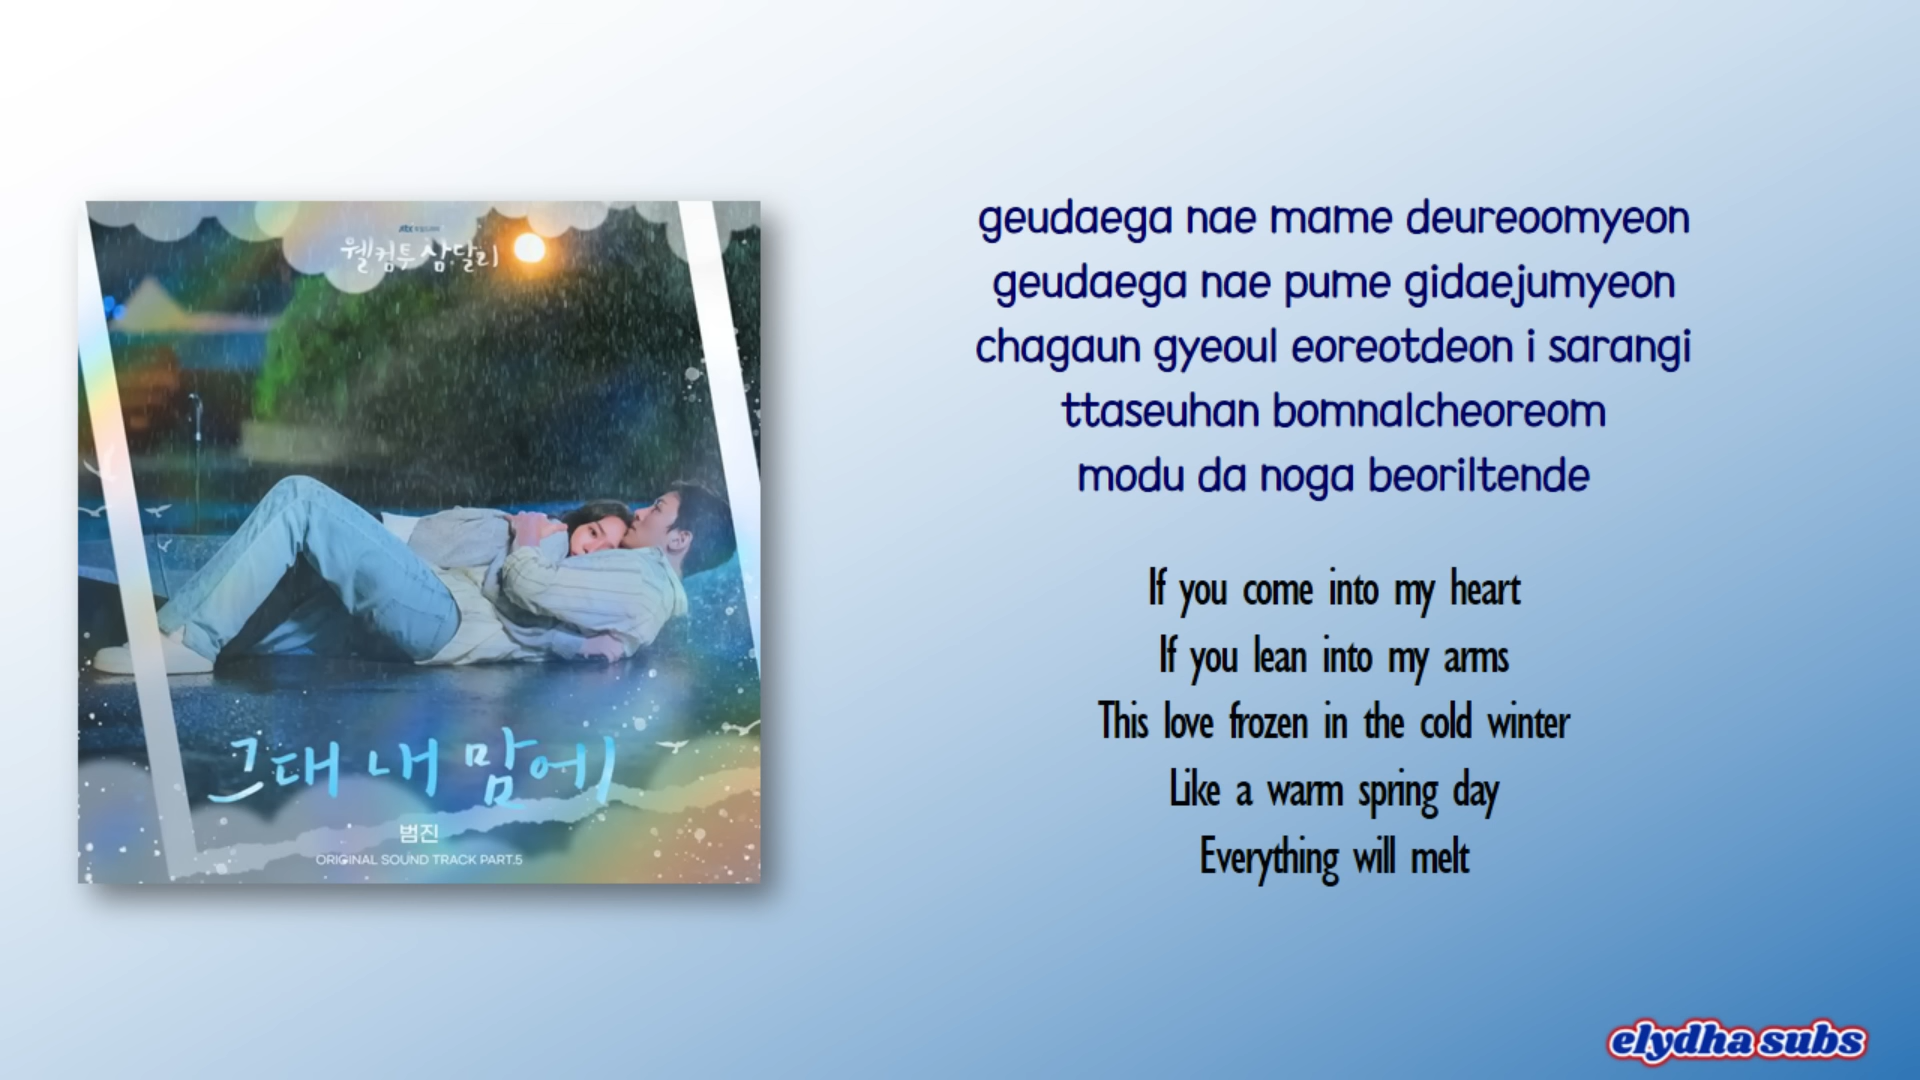 웰컴투 삼달리
그대 내 맘에
범진
ORIGINAL SOUND TRACK PART.5
geudaega nae mame deureoomyeon
geudaega nae pume gidaejumyeon
chagaun gyeoul eoreotdeon i sarangi
ttaseuhan bomnalcheoreom
modu da noga beoriltende
If you come into my heart
If you lean into my arms
This love frozen in the cold winter
Like a warm spring day
Everything will melt
elydha subs